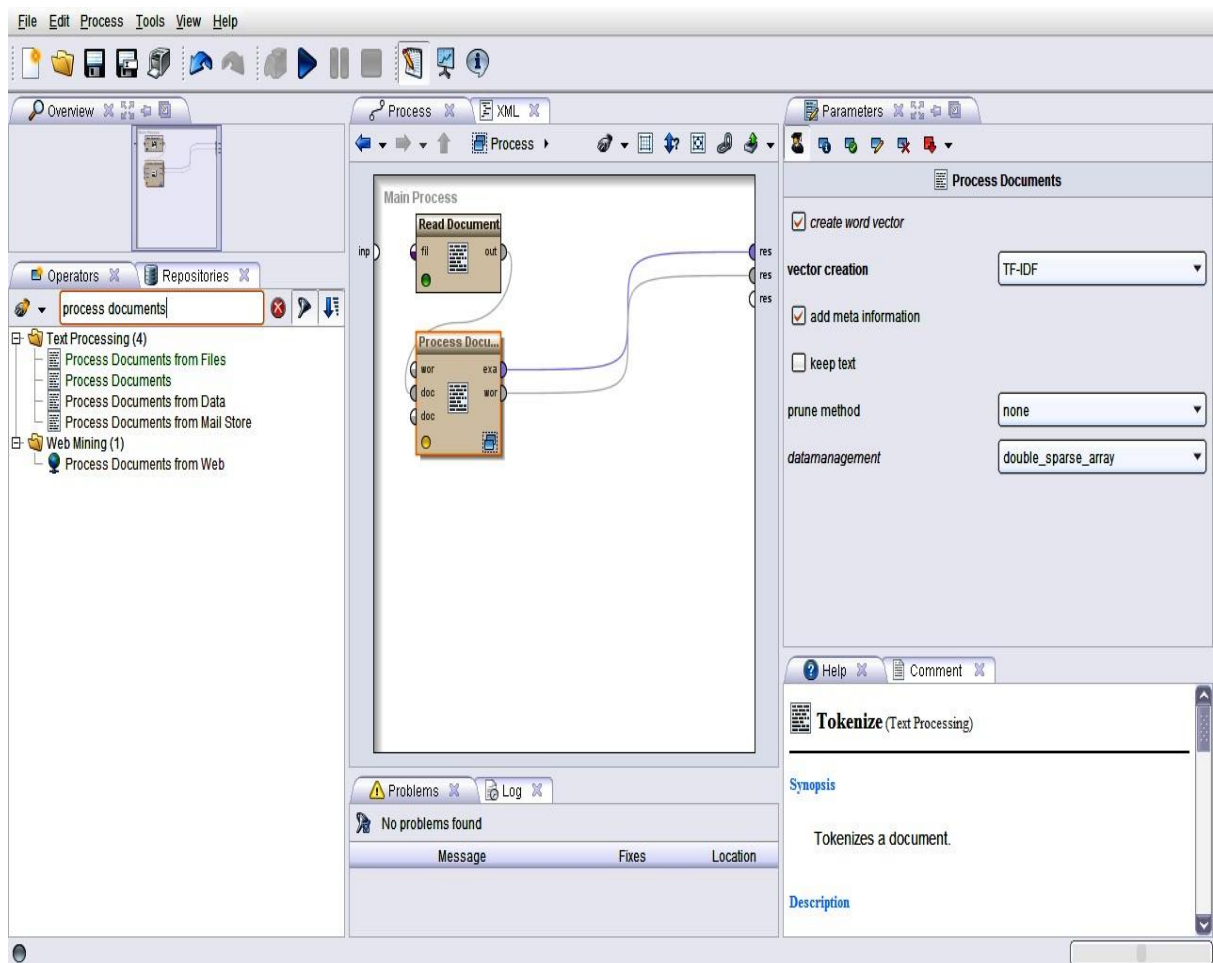 File Edit Process Tools View Help
Overview
Operators Repositories
process documents
Text Processing (4)
Process Documents from Files
Process Documents
Process Documents from Data
Process Documents from Mail Store
Web Mining (1)
Process Documents from Web
Process XML
Process
Main Process
Read Document
inp fil out res
res
res
Process Docu...
wor exa
doc wor
doc
Problems Log
No problems found
Message Fixes Location
Parameters
Process Documents
create word vector
vector creation TF-IDF
add meta information
keep text
prune method none
datamanagement double_sparse_array
Help Comment
Tokenize (Text Processing)
Synopsis
Tokenizes a document.
Description